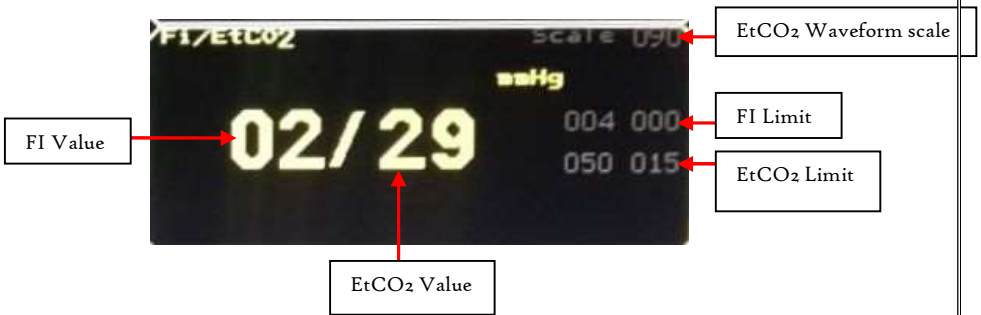 Fi/EtCO2
Scale 090
EtCO2 Waveform scale
mmHg
FI Value
02/29
004 000
FI Limit
050 015
EtCO2 Limit
EtCO2 Value